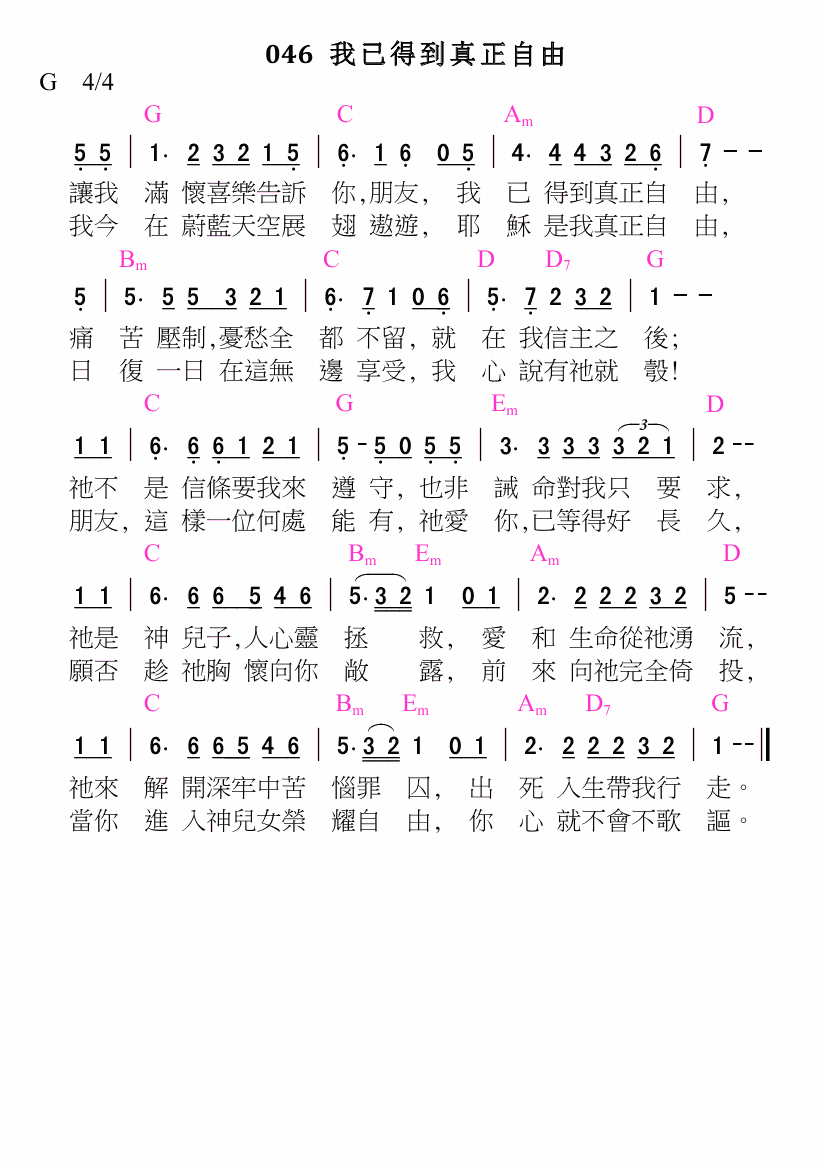 046 我已得到真正自由
G 4/4
G C Am D
5 5 | 1· 2 3 2 1 5 | 6· 1 6 0 5 | 4· 4 4 3 2 6 | 7 - -
讓我 滿 懷喜樂告訴 你,朋友, 我 已 得到真正自 由,
我今 在 蔚藍天空展 翅 遨遊, 耶 穌 是我真正自 由,
Bm C D D7 G
5 | 5· 5 5 3 2 1 | 6· 7 1 0 6 | 5· 7 2 3 2 | 1 - -
痛 苦 壓制,憂愁全 都 不留, 就 在 我信主之 後;
日 復 一日 在這無 邊 享受, 我 心 說有祂就 彀!
C G Em D
1 1 | 6· 6 6 1 2 1 | 5 - 5 0 5 5 | 3· 3 3 3 3 2 1 | 2 - -
3
祂不 是 信條要我來 遵 守, 也非 誡 命對我只 要 求,
朋友, 這 樣一位何處 能 有, 祂愛 你,已等得好 長 久,
C Bm Em Am D
1 1 | 6· 6 6 5 4 6 | 5· 3 2 1 0 1 | 2· 2 2 2 3 2 | 5 - -
祂是 神 兒子,人心靈 拯 救, 愛 和 生命從祂湧 流,
願否 趁 祂胸 懷向你 敞 露, 前 來 向祂完全倚 投,
C Bm Em Am D7 G
1 1 | 6· 6 6 5 4 6 | 5· 3 2 1 0 1 | 2· 2 2 2 3 2 | 1 - - ‖
祂來 解 開深牢中苦 惱罪 囚, 出 死 入生帶我行 走。
當你 進 入神兒女榮 耀自 由, 你 心 就不會不歌 謳。